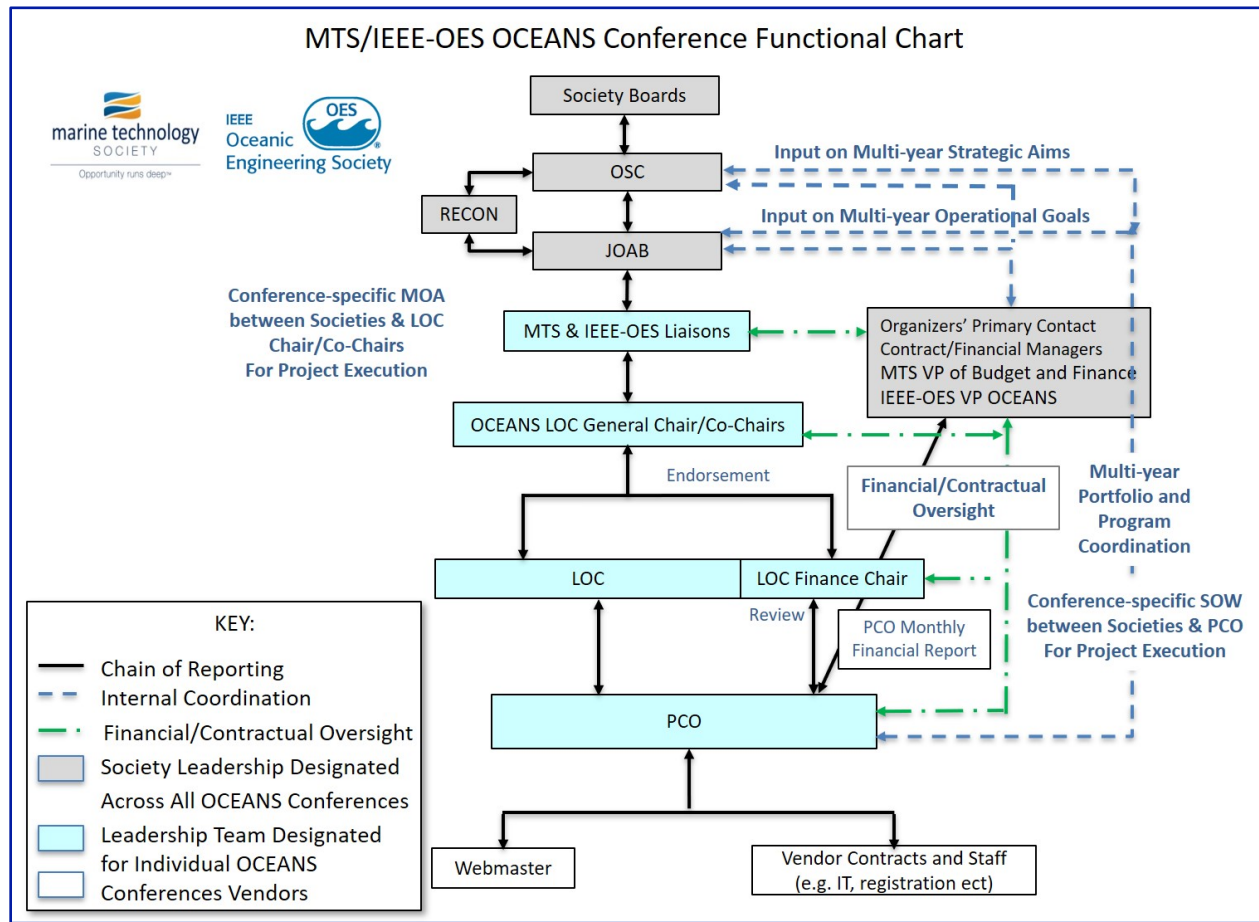 MTS/IEEE-OES OCEANS Conference Functional Chart
marine technology
SOCIETY
Opportunity runs deep™
IEEE
Oceanic
Engineering Society
OES
®
Society Boards
OSC
RECON
JOAB
Input on Multi-year Strategic Aims
Input on Multi-year Operational Goals
Conference-specific MOA
between Societies & LOC
Chair/Co-Chairs
For Project Execution
MTS & IEEE-OES Liaisons
Organizers' Primary Contact
Contract/Financial Managers
MTS VP of Budget and Finance
IEEE-OES VP OCEANS
OCEANS LOC General Chair/Co-Chairs
Endorsement
Financial/Contractual
Oversight
Multi-year
Portfolio and
Program
Coordination
LOC
LOC Finance Chair
Review
PCO Monthly
Financial Report
Conference-specific SOW
between Societies & PCO
For Project Execution
PCO
Webmaster
Vendor Contracts and Staff
(e.g. IT, registration ect)
KEY:
Chain of Reporting
Internal Coordination
Financial/Contractual Oversight
Society Leadership Designated
Across All OCEANS Conferences
Leadership Team Designated
for Individual OCEANS
Conferences Vendors